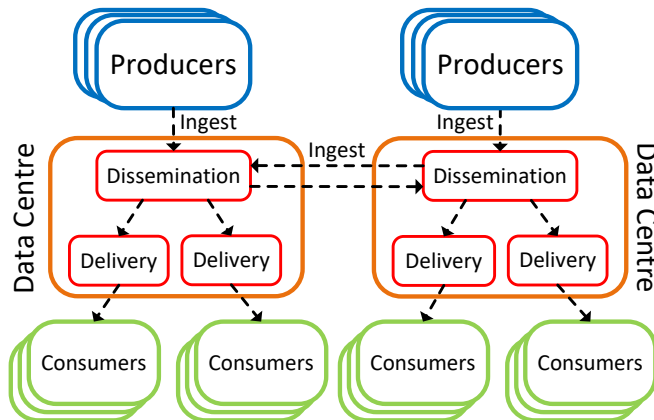 Producers
Producers
Ingest
Ingest
Ingest
Data Centre
Dissemination
Dissemination
Data Centre
Delivery
Delivery
Delivery
Delivery
Consumers
Consumers
Consumers
Consumers